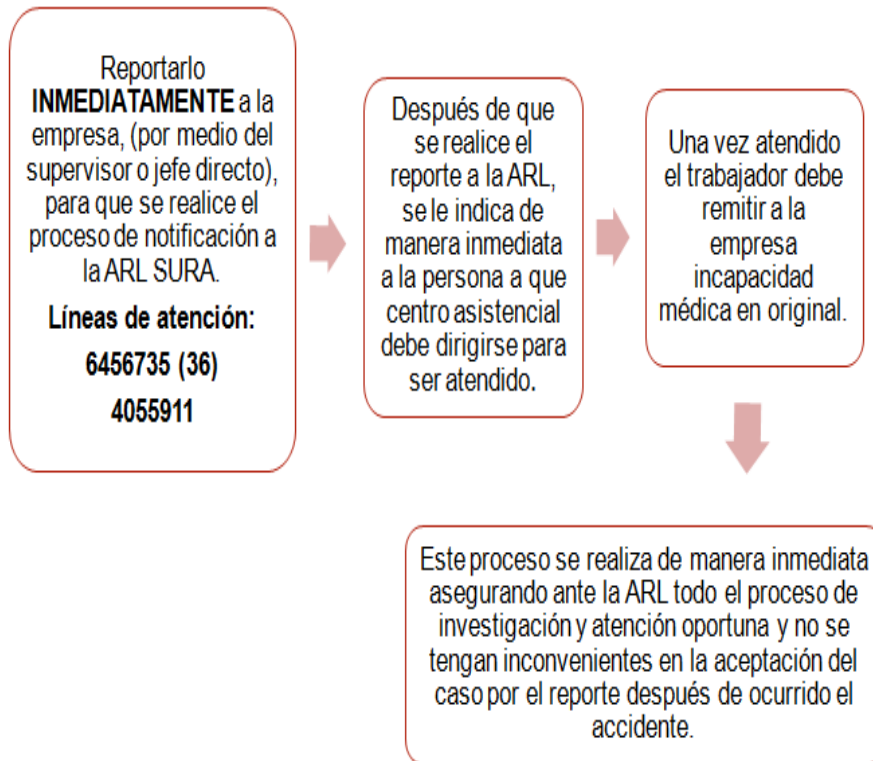 Reportarlo
INMEDIATAMENTE a la
empresa, (por medio del
supervisor o jefe directo),
para que se realice el
proceso de notificación a
la ARL SURA.
Líneas de atención:
6456735 (36)
4055911
Después de que
se realice el
reporte a la ARL,
se le indica de
manera inmediata
a la persona a que
centro asistencial
debe dirigirse para
ser atendido.
Una vez atendido
el trabajador debe
remitir a la
empresa
incapacidad
médica en original.
Este proceso se realiza de manera inmediata
asegurando ante la ARL todo el proceso de
investigación y atención oportuna y no se
tengan inconvenientes en la aceptación del
caso por el reporte después de ocurrido el
accidente.